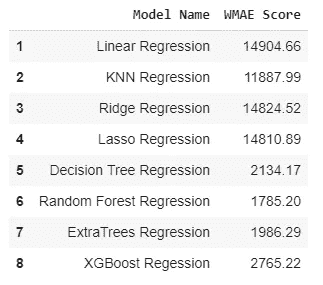 Model Name WMAE Score
1 Linear Regression 14904.66
2 KNN Regression 11887.99
3 Ridge Regression 14824.52
4 Lasso Regression 14810.89
5 Decision Tree Regression 2134.17
6 Random Forest Regression 1785.20
7 ExtraTrees Regression 1986.29
8 XGBoost Regession 2765.22